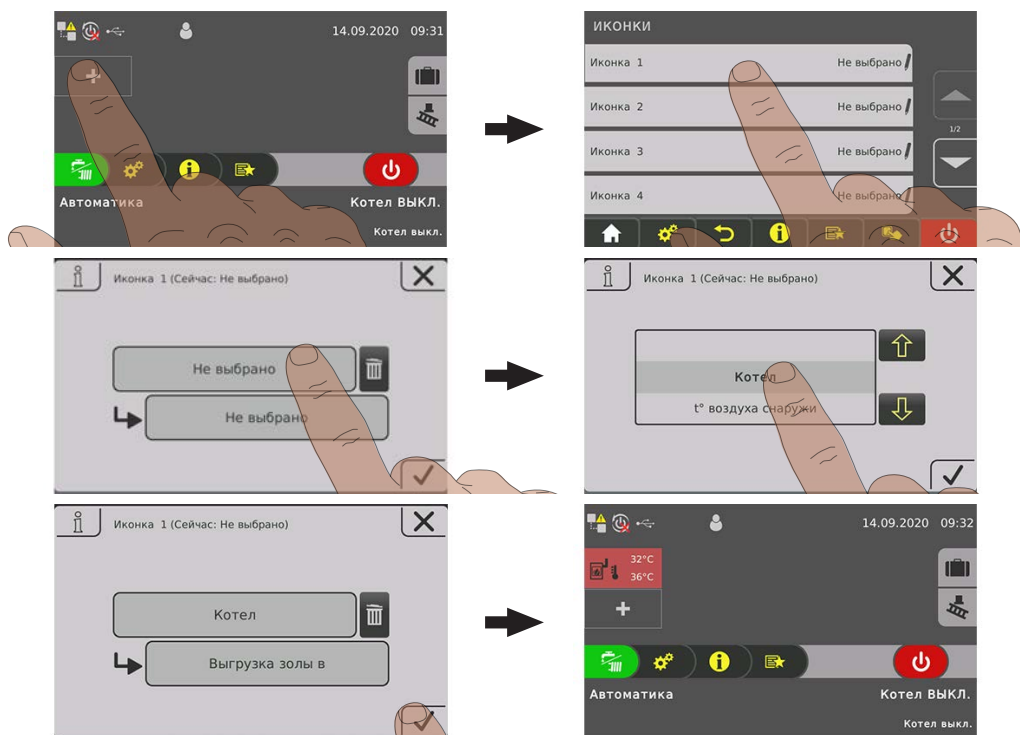 14.09.2020 09:31
+
Автоматика
Котел ВЫКЛ.
Котел выкл.
ИКОНКИ
Иконка 1 Не выбрано
Иконка 2 Не выбрано
1/2
Иконка 3 Не выбрано
Иконка 4 Не выбрано
Иконка 1 (Сейчас: Не выбрано)
Не выбрано
Не выбрано
Иконка 1 (Сейчас: Не выбрано)
Котел
t° воздуха снаружи
Иконка 1 (Сейчас: Не выбрано)
Котел
Выгрузка золы в
14.09.2020 09:32
32°C
36°C
+
Автоматика
Котел ВЫКЛ.
Котел выкл.